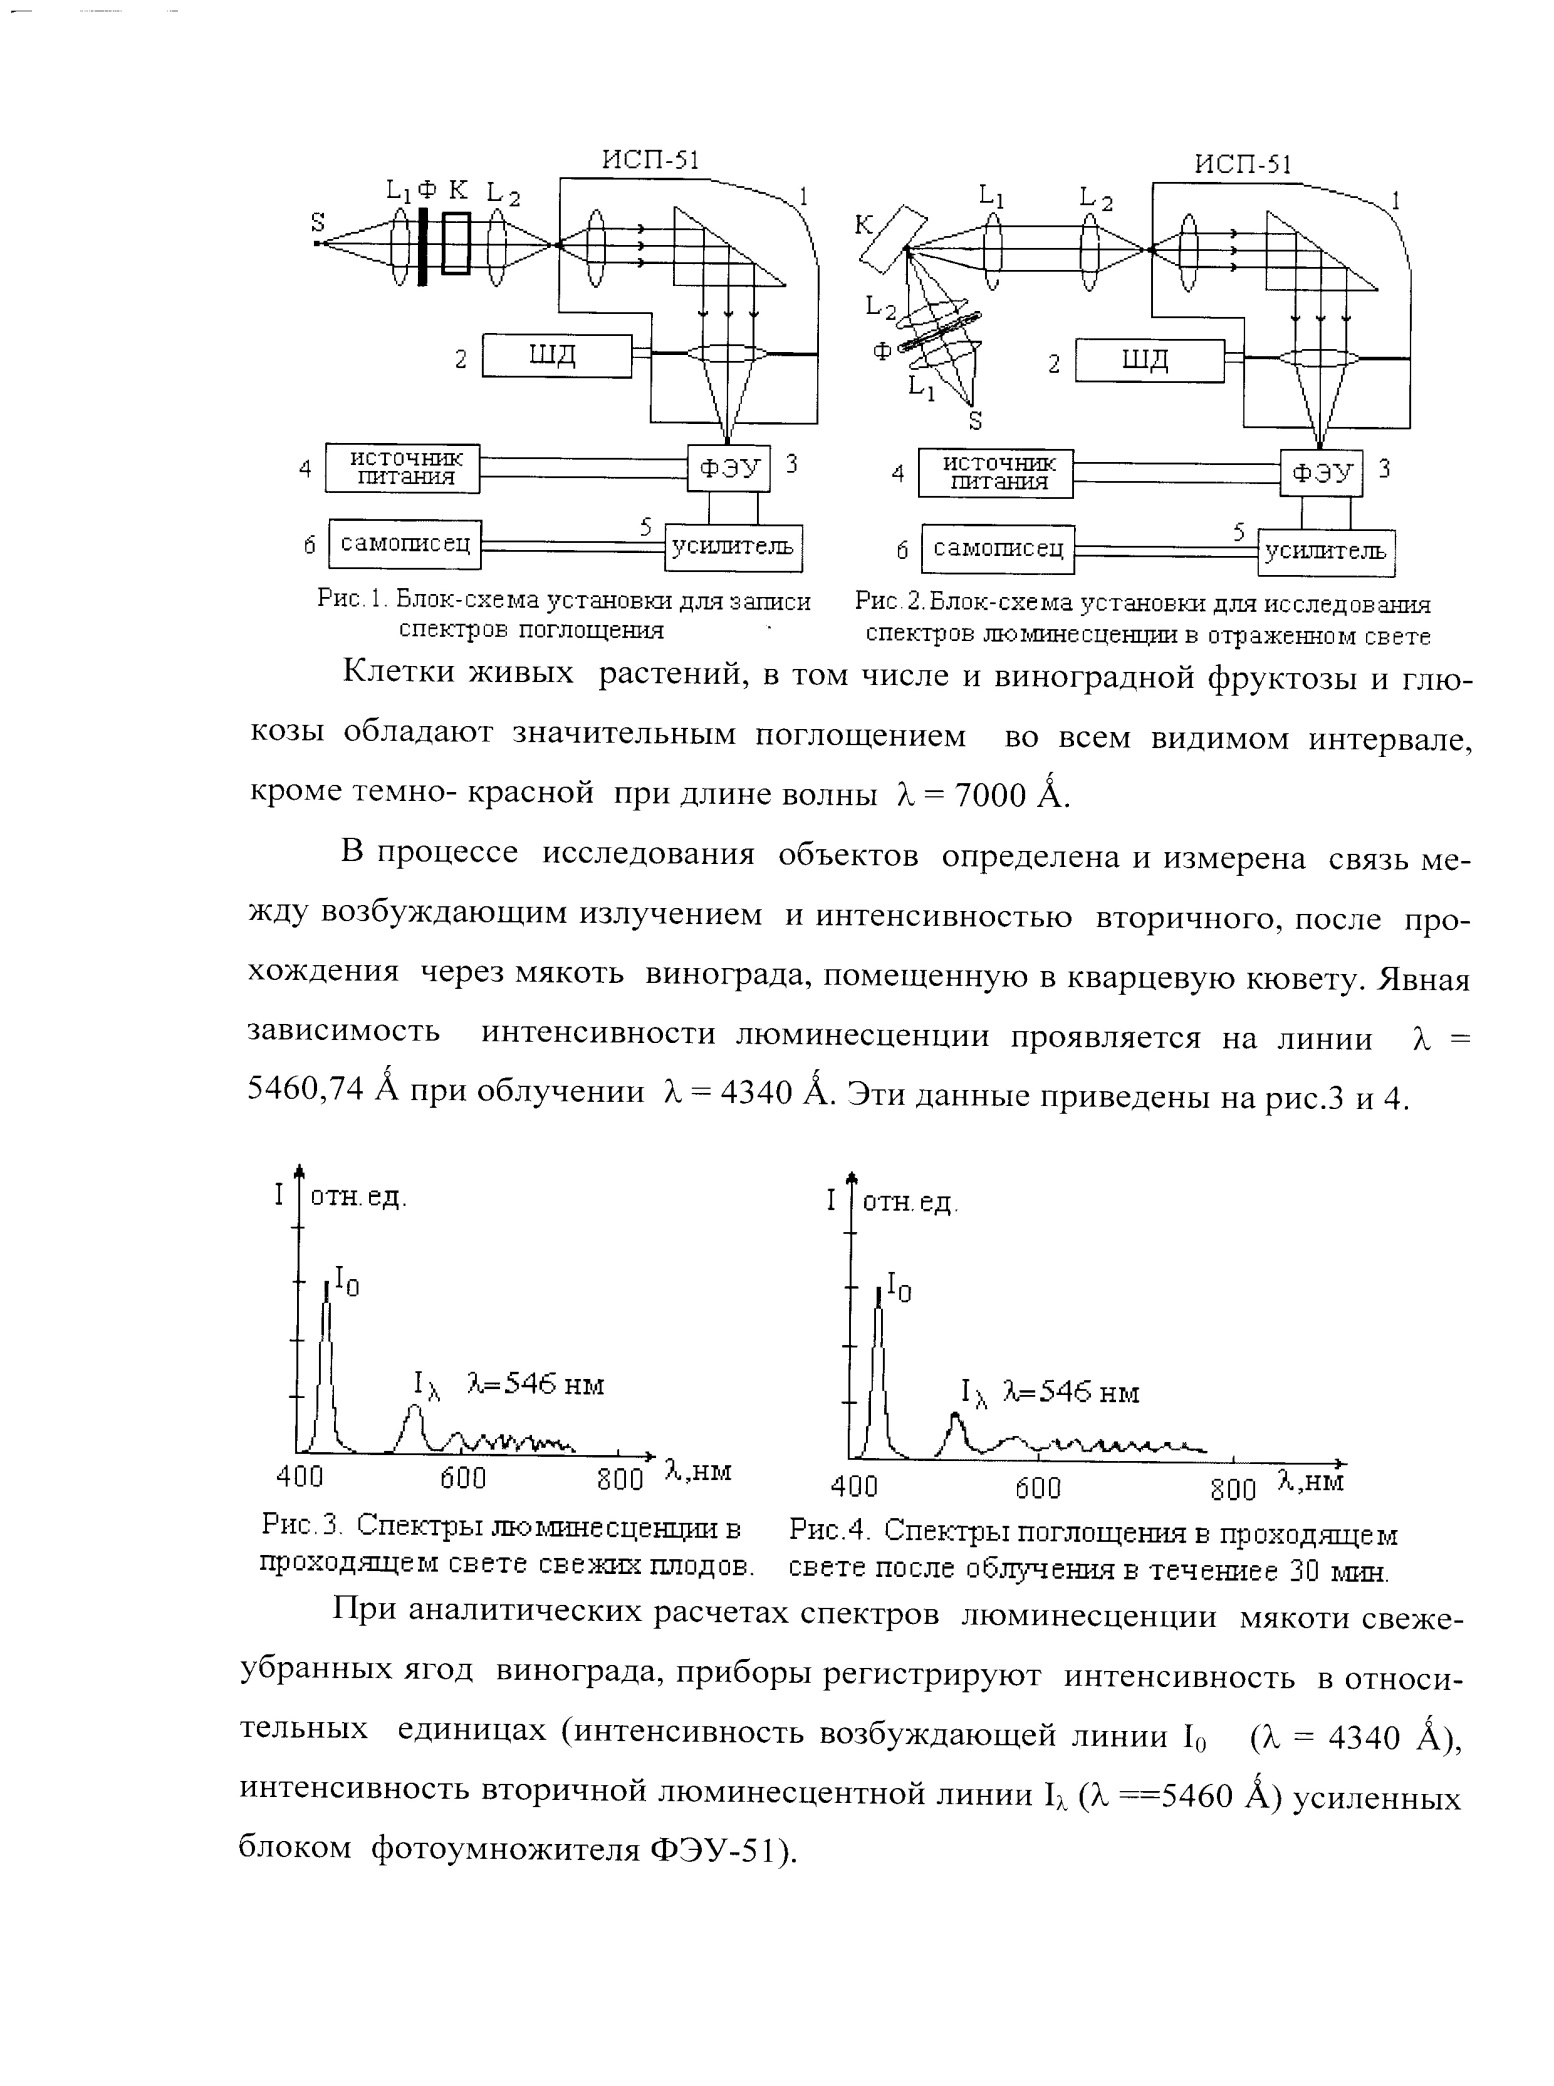 ИСП-51
L1 Ф К L2
S
1
2
ШД
4
источник
питания
ФЭУ
3
6
самописец
5
усилитель
Рис.1. Блок-схема установки для записи
спектров поглощения
ИСП-51
К
L1
L2
1
L2
Ф
L1
S
2
ШД
4
источник
питания
ФЭУ
3
6
самописец
5
усилитель
Рис.2.Блок-схема установки для исследования
спектров люминесценции в отраженном свете
Клетки живых растений, в том числе и виноградной фруктозы и глю-
козы обладают значительным поглощением во всем видимом интервале,
кроме темно- красной при длине волны λ = 7000 Å.
В процессе исследования объектов определена и измерена связь ме-
жду возбуждающим излучением и интенсивностью вторичного, после про-
хождения через мякоть винограда, помещенную в кварцевую кювету. Явная
зависимость интенсивности люминесценции проявляется на линии λ =
5460,74 Å при облучении λ = 4340 Å. Эти данные приведены на рис.3 и 4.
I отн.ед.
I0
Iλ λ=546 нм
400 600 800 λ,нм
Рис.3. Спектры люминесценции в
проходящем свете свежих плодов.
I отн.ед.
I0
Iλ λ=546 нм
400 600 800 λ,нм
Рис.4. Спектры поглощения в проходящем
свете после облучения в течениее 30 мин.
При аналитических расчетах спектров люминесценции мякоти свеже-
убранных ягод винограда, приборы регистрируют интенсивность в относи-
тельных единицах (интенсивность возбуждающей линии I₀ (λ = 4340 Å),
интенсивность вторичной люминесцентной линии Iλ (λ ==5460 Å) усиленных
блоком фотоумножителя ФЭУ-51).